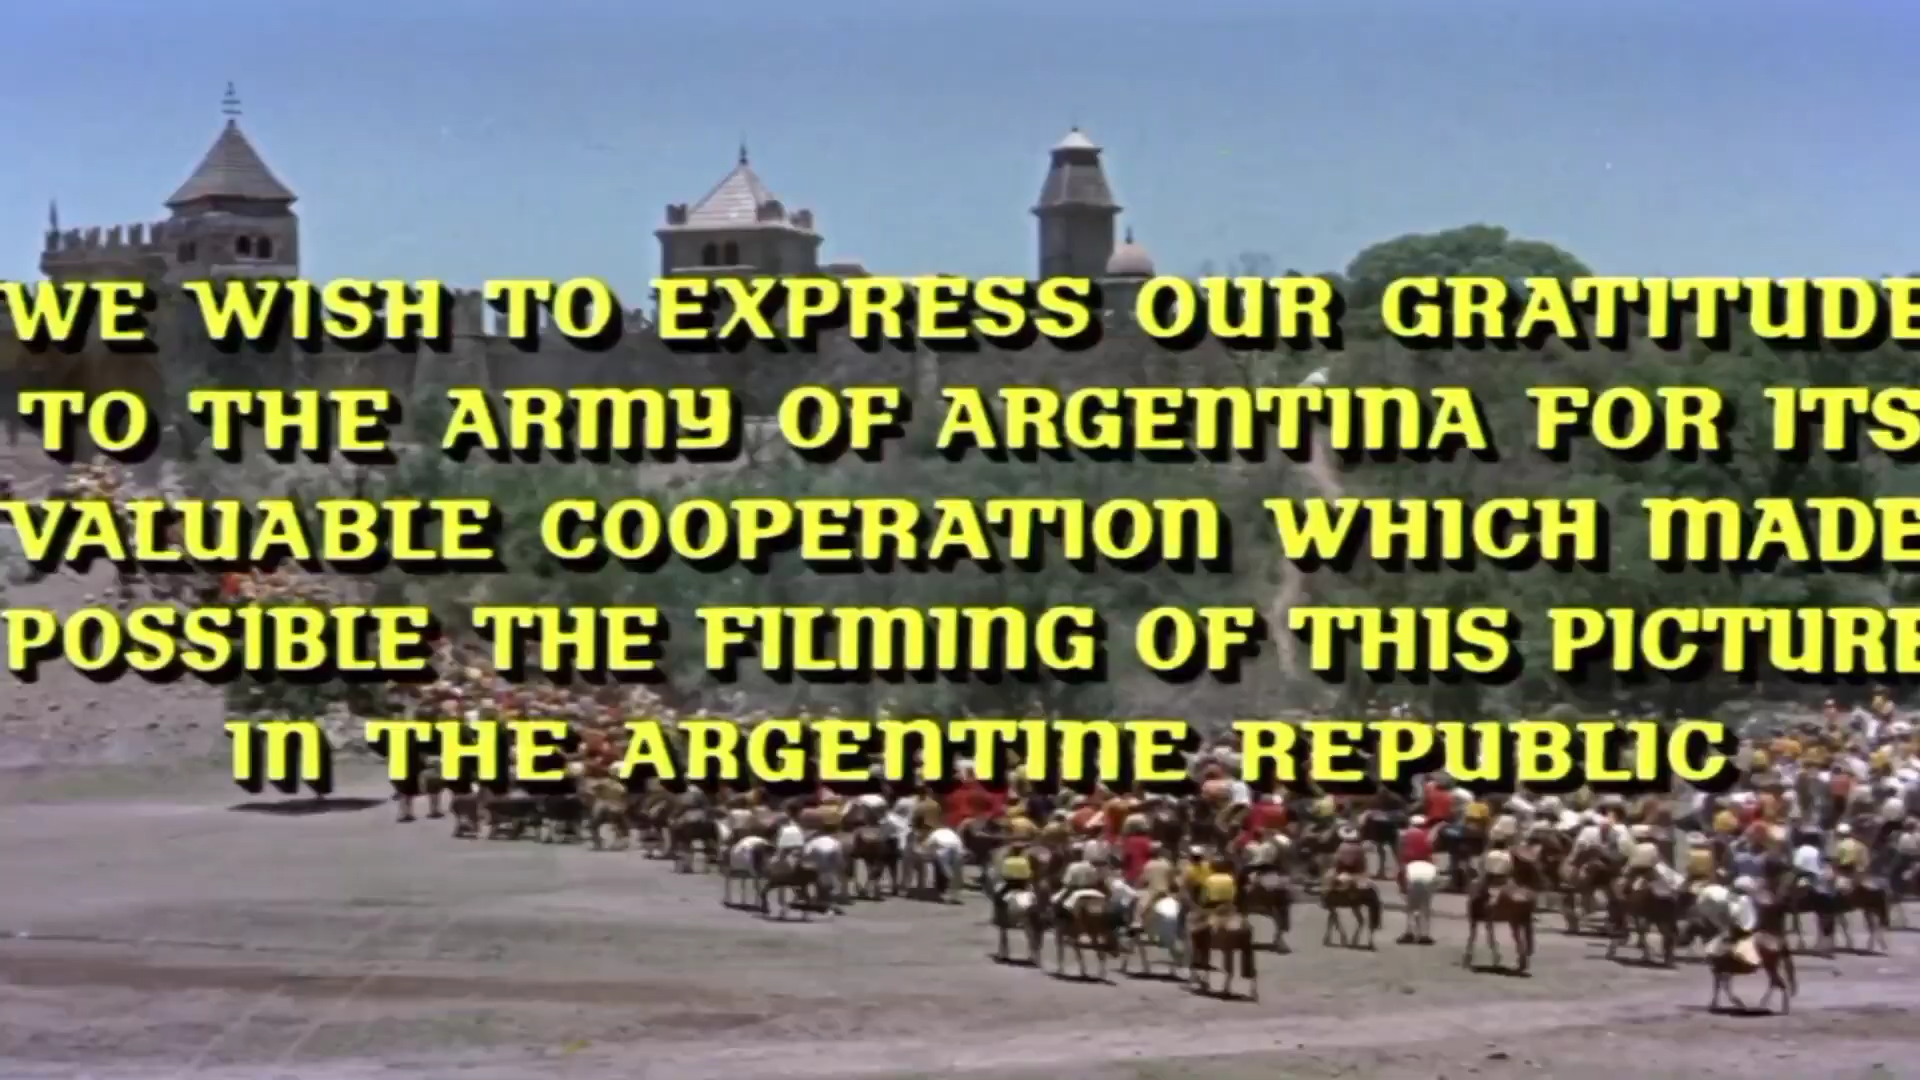 WE WISH TO EXPRESS OUR GRATITUDE
TO THE ARMY OF ARGENTINA FOR ITS
VALUABLE COOPERATION WHICH MADE
POSSIBLE THE FILMING OF THIS PICTURE
IN THE ARGENTINE REPUBLIC